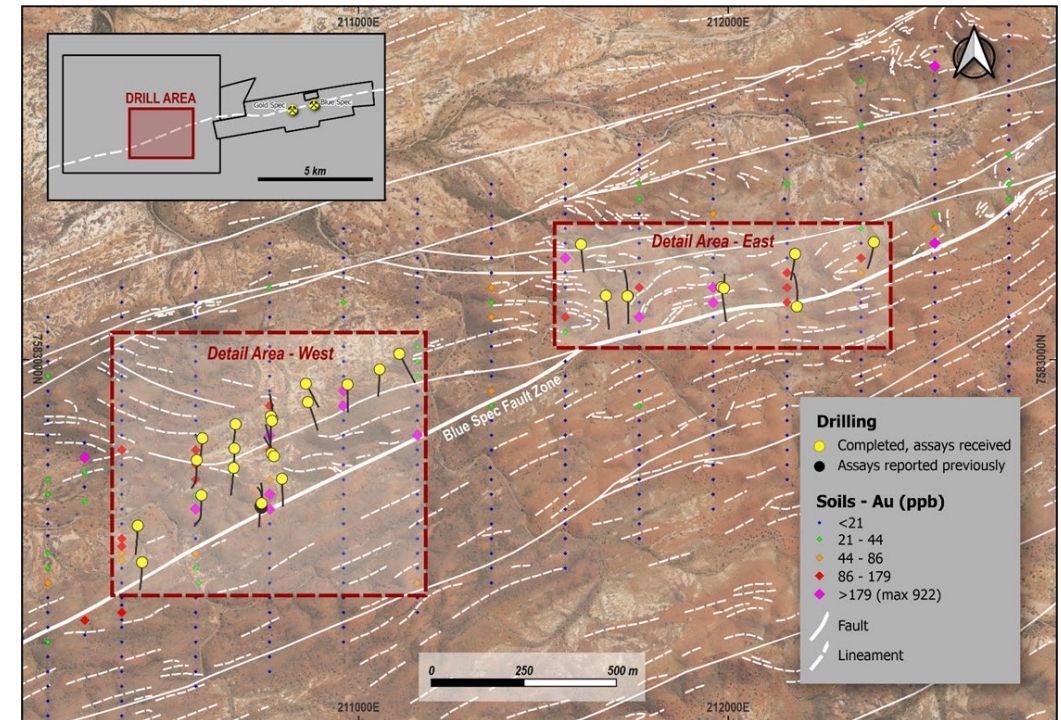 211000E
212000E
DRILL AREA
Gold Spec
Blue Spec
5 km
Detail Area - East
7583000N
7583000N
Detail Area - West
Blue Spec Fault Zone
Drilling
Completed, assays received
Assays reported previously
Soils - Au (ppb)
<21
21 - 44
44 - 86
86 - 179
>179 (max 922)
Fault
Lineament
0 250 500 m
211000E
212000E